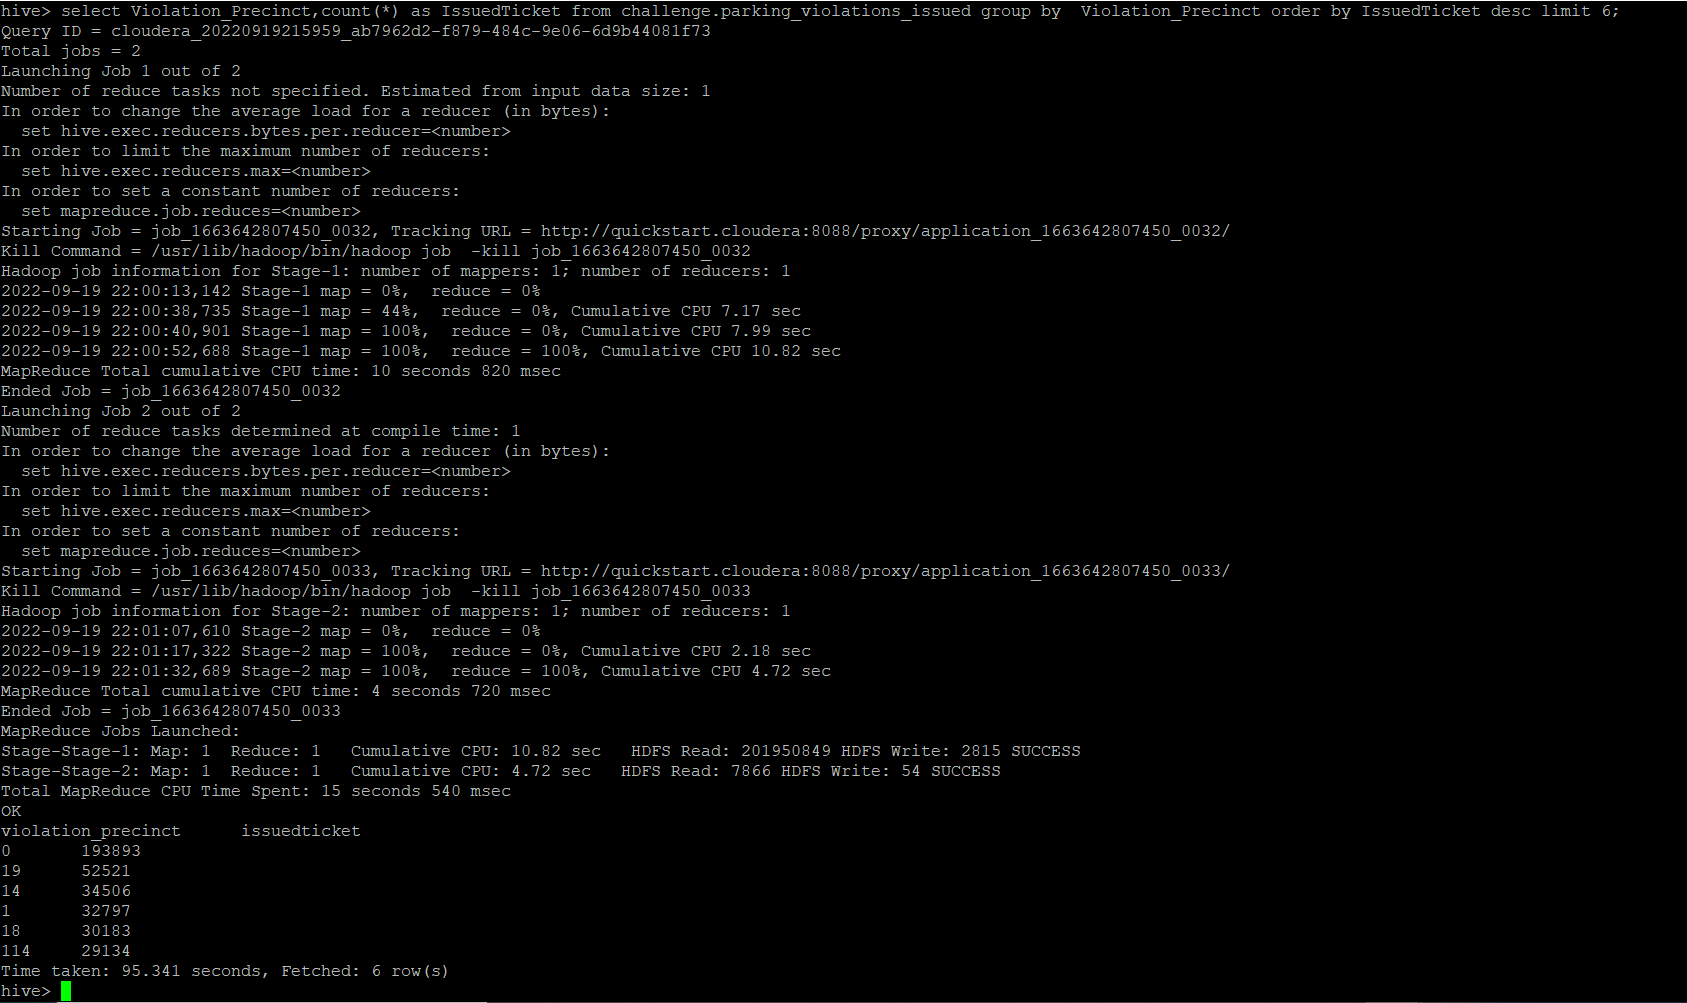 hive> select Violation_Precinct,count(*) as IssuedTicket from challenge.parking_violations_issued group by  Violation_Precinct order by IssuedTicket desc limit 6;
Query ID = cloudera_20220919215959_ab7962d2-f879-484c-9e06-6d9b44081f73
Total jobs = 2
Launching Job 1 out of 2
Number of reduce tasks not specified. Estimated from input data size: 1
In order to change the average load for a reducer (in bytes):
  set hive.exec.reducers.bytes.per.reducer=<number>
In order to limit the maximum number of reducers:
  set hive.exec.reducers.max=<number>
In order to set a constant number of reducers:
  set mapreduce.job.reduces=<number>
Starting Job = job_1663642807450_0032, Tracking URL = http://quickstart.cloudera:8088/proxy/application_1663642807450_0032/
Kill Command = /usr/lib/hadoop/bin/hadoop job  -kill job_1663642807450_0032
Hadoop job information for Stage-1: number of mappers: 1; number of reducers: 1
2022-09-19 22:00:13,142 Stage-1 map = 0%,  reduce = 0%
2022-09-19 22:00:38,735 Stage-1 map = 44%,  reduce = 0%, Cumulative CPU 7.17 sec
2022-09-19 22:00:40,901 Stage-1 map = 100%,  reduce = 0%, Cumulative CPU 7.99 sec
2022-09-19 22:00:52,688 Stage-1 map = 100%,  reduce = 100%, Cumulative CPU 10.82 sec
MapReduce Total cumulative CPU time: 10 seconds 820 msec
Ended Job = job_1663642807450_0032
Launching Job 2 out of 2
Number of reduce tasks determined at compile time: 1
In order to change the average load for a reducer (in bytes):
  set hive.exec.reducers.bytes.per.reducer=<number>
In order to limit the maximum number of reducers:
  set hive.exec.reducers.max=<number>
In order to set a constant number of reducers:
  set mapreduce.job.reduces=<number>
Starting Job = job_1663642807450_0033, Tracking URL = http://quickstart.cloudera:8088/proxy/application_1663642807450_0033/
Kill Command = /usr/lib/hadoop/bin/hadoop job  -kill job_1663642807450_0033
Hadoop job information for Stage-2: number of mappers: 1; number of reducers: 1
2022-09-19 22:01:07,610 Stage-2 map = 0%,  reduce = 0%
2022-09-19 22:01:17,322 Stage-2 map = 100%,  reduce = 0%, Cumulative CPU 2.18 sec
2022-09-19 22:01:32,689 Stage-2 map = 100%,  reduce = 100%, Cumulative CPU 4.72 sec
MapReduce Total cumulative CPU time: 4 seconds 720 msec
Ended Job = job_1663642807450_0033
MapReduce Jobs Launched:
Stage-Stage-1: Map: 1  Reduce: 1   Cumulative CPU: 10.82 sec   HDFS Read: 201950849 HDFS Write: 2815 SUCCESS
Stage-Stage-2: Map: 1  Reduce: 1   Cumulative CPU: 4.72 sec   HDFS Read: 7866 HDFS Write: 54 SUCCESS
Total MapReduce CPU Time Spent: 15 seconds 540 msec
OK
violation_precinct      issuedticket
0       193893
19      52521
14      34506
1       32797
18      30183
114     29134
Time taken: 95.341 seconds, Fetched: 6 row(s)
hive>